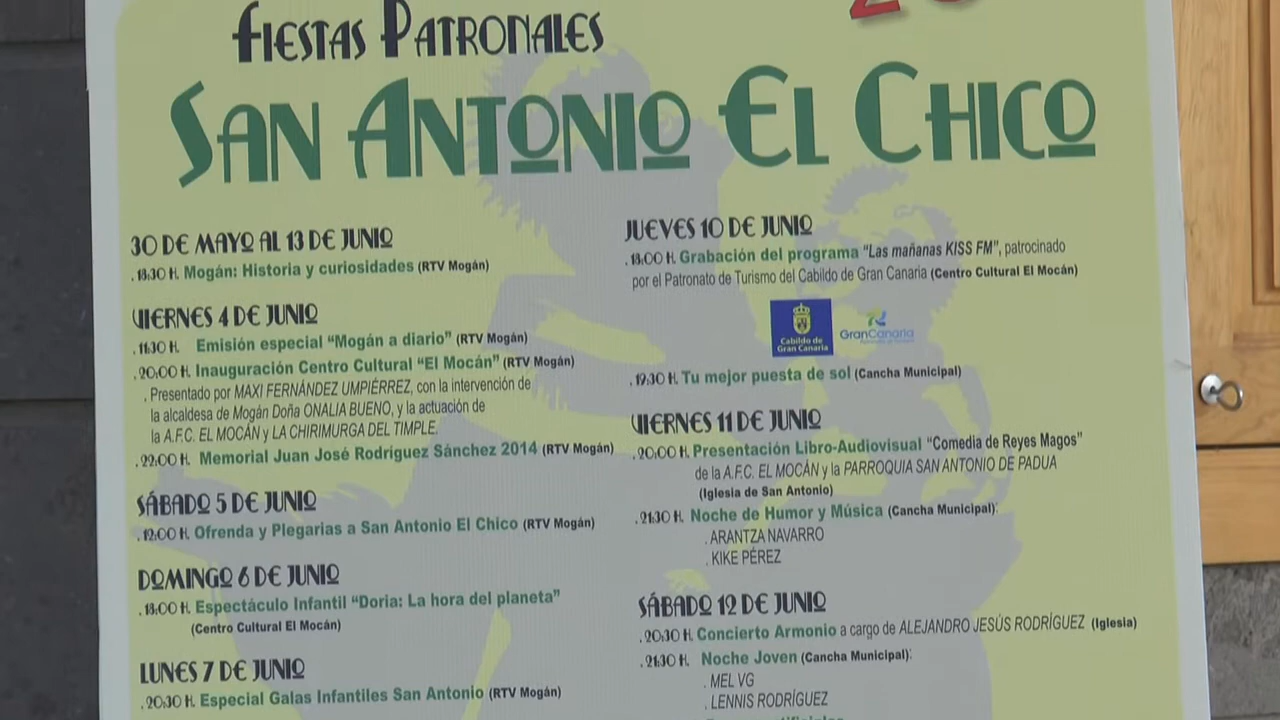 FIESTAS PATRONALES
SAN ANTONIO EL CHICO
30 DE MAYO AL 13 DE JUNIO
. 18:30 H. Mogán: Historia y curiosidades (RTV Mogán)
VIERNES 4 DE JUNIO
. 11:30 H. Emisión especial “Mogán a diario” (RTV Mogán)
. 20:00 H. Inauguración Centro Cultural “El Mocán” (RTV Mogán)
. Presentado por MAXI FERNÁNDEZ UMPIÉRREZ, con la intervención de
la alcaldesa de Mogán Doña ONALIA BUENO, y la actuación de
la A.F.C. EL MOCÁN y LA CHIRIMURGA DEL TIMPLE.
. 22:00 H. Memorial Juan José Rodríguez Sánchez 2014 (RTV Mogán)
SÁBADO 5 DE JUNIO
. 12:00 H. Ofrenda y Plegarias a San Antonio El Chico (RTV Mogán)
DOMINGO 6 DE JUNIO
. 18:00 H. Espectáculo Infantil “Doria: La hora del planeta”
(Centro Cultural El Mocán)
LUNES 7 DE JUNIO
. 20:30 H. Especial Galas Infantiles San Antonio (RTV Mogán)
JUEVES 10 DE JUNIO
. 18:00 H. Grabación del programa “Las mañanas KISS FM”, patrocinado
por el Patronato de Turismo del Cabildo de Gran Canaria (Centro Cultural El Mocán)
Cabildo de
Gran Canaria
GranCanaria
. 19:30 H. Tu mejor puesta de sol (Cancha Municipal)
VIERNES 11 DE JUNIO
. 20:00 H. Presentación Libro-Audiovisual “Comedia de Reyes Magos”
de la A.F.C. EL MOCÁN y la PARROQUIA SAN ANTONIO DE PADUA
(Iglesia de San Antonio)
. 21:30 H. Noche de Humor y Música (Cancha Municipal):
. ARANTZA NAVARRO
. KIKE PÉREZ
SÁBADO 12 DE JUNIO
. 20:30 H. Concierto Armonio a cargo de ALEJANDRO JESÚS RODRÍGUEZ (Iglesia)
. 21:30 H. Noche Joven (Cancha Municipal):
. MEL VG
. LENNIS RODRÍGUEZ